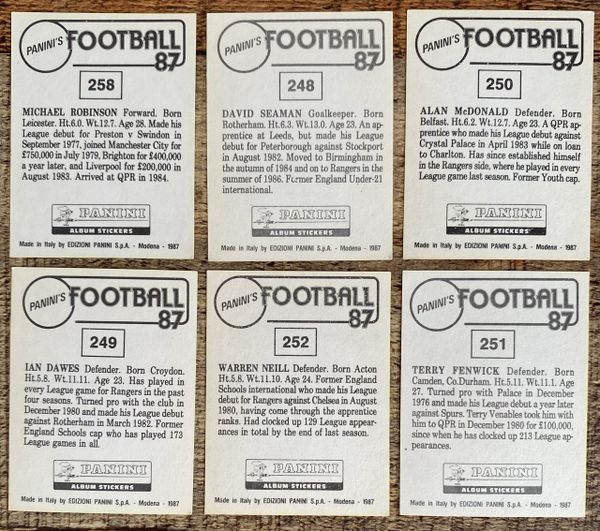 PANINI'S FOOTBALL 87
258
MICHAEL ROBINSON Forward. Born
Leicester. Ht.6.0. Wt.12.7. Age 28. Made his
League debut for Preston v Swindon in
September 1977, joined Manchester City for
£750,000 in July 1979, Brighton for £400,000
a year later, and Liverpool for £200,000 in
August 1983. Arrived at QPR in 1984.
PANINI
ALBUM STICKERS
Made in Italy by EDIZIONI PANINI S.p.A. - Modena - 1987
PANINI'S FOOTBALL 87
248
DAVID SEAMAN Goalkeeper. Born
Rotherham. Ht.6.3. Wt.13.0. Age 23. An ap-
prentice at Leeds, but made his League
debut for Peterborough against Stockport
in August 1982. Moved to Birmingham in
the autumn of 1984 and on to Rangers in the
summer of 1986. Former England Under-21
international.
PANINI
ALBUM STICKERS
Made in Italy by EDIZIONI PANINI S.p.A. - Modena - 1987
PANINI'S FOOTBALL 87
250
ALAN McDONALD Defender. Born
Belfast. Ht.6.2. Wt.12.7. Age 23. A QPR ap-
prentice who made his League debut against
Crystal Palace in April 1983 while on loan
to Charlton. Has since established himself
in the Rangers side, where he played in every
League game last season. Former Youth cap.
PANINI
ALBUM STICKERS
Made in Italy by EDIZIONI PANINI S.p.A. - Modena - 1987
PANINI'S FOOTBALL 87
249
IAN DAWES Defender. Born Croydon.
Ht.5.8. Wt.11.11. Age 23. Has played in
every League game for Rangers in the past
four seasons. Turned pro with the club in
December 1980 and made his League debut
against Rotherham in March 1982. Former
England Schools cap who has played 173
League games in all.
PANINI
ALBUM STICKERS
Made in Italy by EDIZIONI PANINI S.p.A. - Modena - 1987
PANINI'S FOOTBALL 87
252
WARREN NEILL Defender. Born Acton
Ht.5.8. Wt.11.10. Age 24. Former England
Schools international who made his League
debut for Rangers against Chelsea in August
1980, having come through the apprentice
ranks. Had clocked up 129 League appear-
ances in total by the end of last season.
PANINI
ALBUM STICKERS
Made in Italy by EDIZIONI PANINI S.p.A. - Modena - 1987
PANINI'S FOOTBALL 87
251
TERRY FENWICK Defender. Born
Camden, Co.Durham. Ht.5.11. Wt.11.1. Age
27. Turned pro with Palace in December
1976 and made his League debut a year later
against Spurs. Terry Venables took him with
him to QPR in December 1980 for £100,000,
since when he has clocked up 213 League ap-
pearances.
PANINI
ALBUM STICKERS
Made in Italy by EDIZIONI PANINI S.p.A. - Modena - 1987